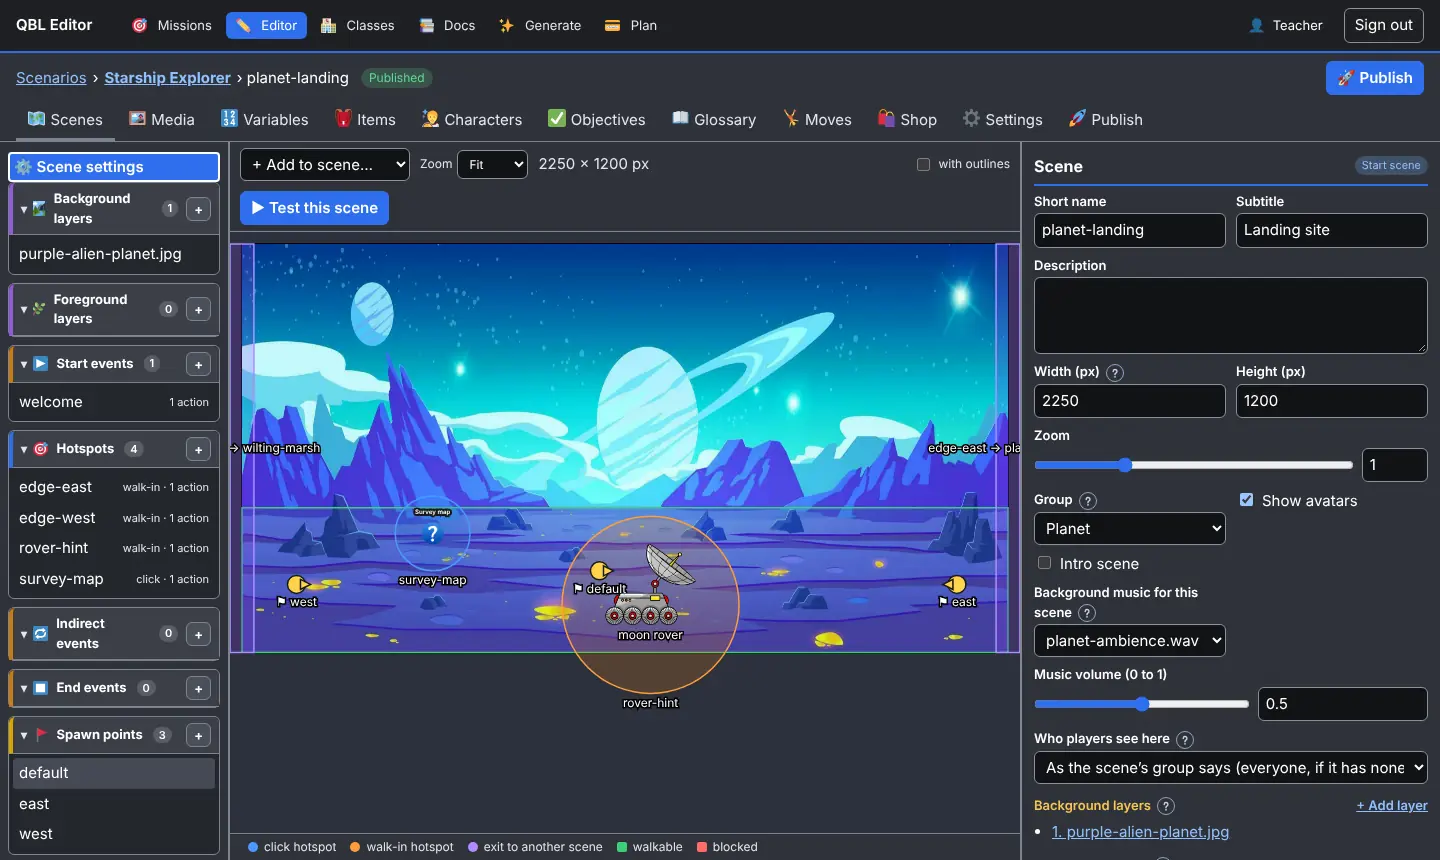 QBL Editor
Missions
Editor
Classes
Docs
Generate
Plan
Teacher
Sign out
Scenarios › Starship Explorer › planet-landing
Published
Publish
Scenes
Media
Variables
Items
Characters
Objectives
Glossary
Moves
Shop
Settings
Publish
Scene settings
Background
layers
1
+
purple-alien-planet.jpg
Foreground
layers
0
+
Start events
1
+
welcome
1 action
Hotspots
4
+
edge-east
walk-in · 1 action
edge-west
walk-in · 1 action
rover-hint
walk-in · 1 action
survey-map
click · 1 action
Indirect
events
0
+
End events
0
+
Spawn points
3
+
default
east
west
+ Add to scene...
Zoom
Fit
2250 × 1200 px
with outlines
Test this scene
→ wilting-marsh
edge-east → pla
Survey map
?
survey-map
west
default
moon rover
east
rover-hint
click hotspot
walk-in hotspot
exit to another scene
walkable
blocked
Scene
Start scene
Short name
Subtitle
planet-landing
Landing site
Description
Width (px) ?
Height (px)
2250
1200
Zoom
1
Group ?
Show avatars
Planet
Intro scene
Background music for this
scene ?
planet-ambience.wav
Music volume (0 to 1)
0.5
Who players see here ?
As the scene's group says (everyone, if it has none
Background layers ?
+ Add layer
1. purple-alien-planet.jpg